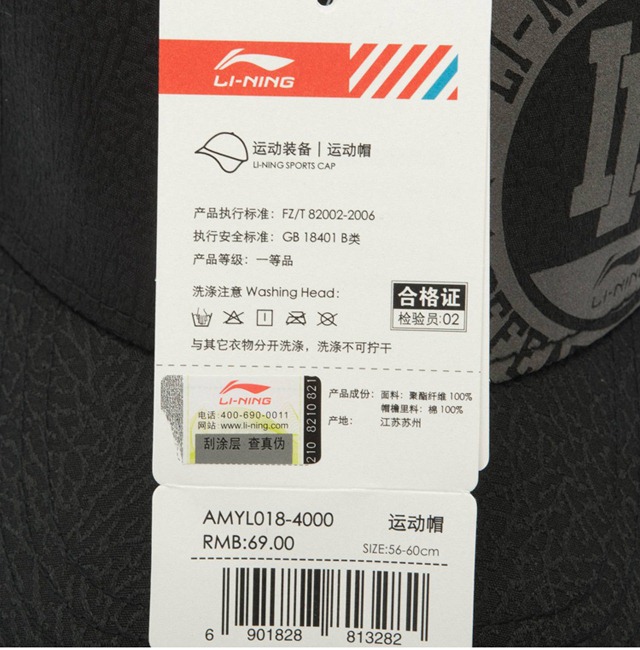 LI-NING
运动装备｜运动帽
LI-NING SPORTS CAP
产品执行标准：FZ/T 82002-2006
执行安全标准：GB 18401 B类
产品等级：一等品
洗涤注意 Washing Head:
合格证
检验员:02
与其它衣物分开洗涤，洗涤不可拧干
LI-NING
电话:400-690-0011
网站:www.li-ning.com
刮涂层 查真伪
210 8210 821
产品成份：面料：聚酯纤维 100%
帽檐里料：棉 100%
产地：江苏苏州
AMYL018-4000
运动帽
RMB:69.00
SIZE:56-60cm
6 901828 813282
LI-NING